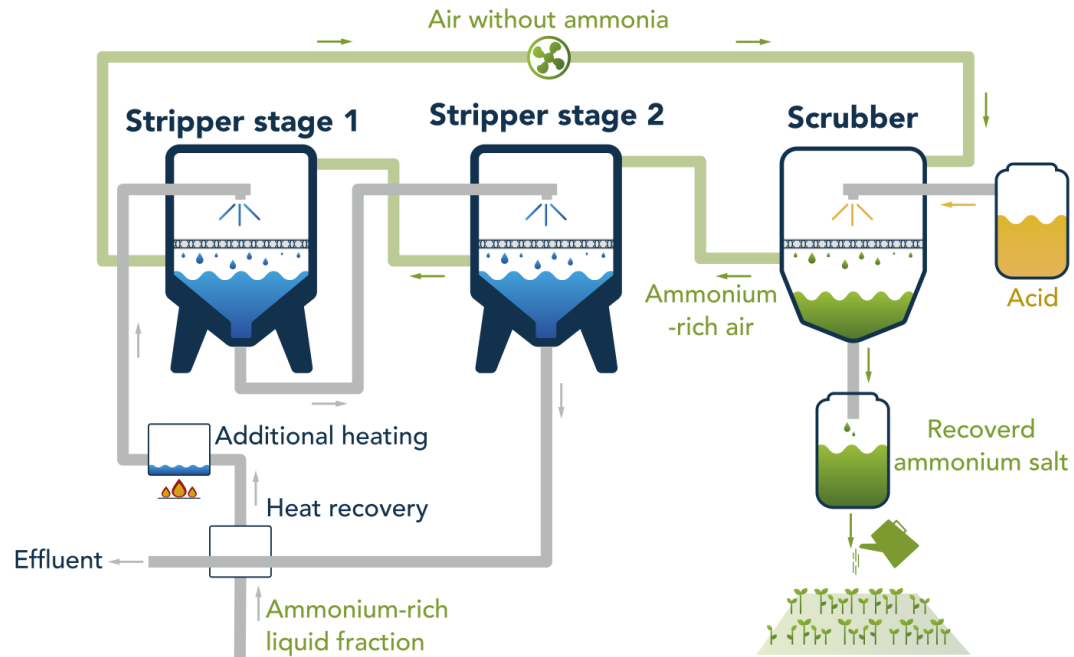 Air without ammonia
Stripper stage 1
Stripper stage 2
Scrubber
Ammonium
-rich air
Acid
Additional heating
Recoverd
ammonium salt
Heat recovery
Effluent
Ammonium-rich
liquid fraction